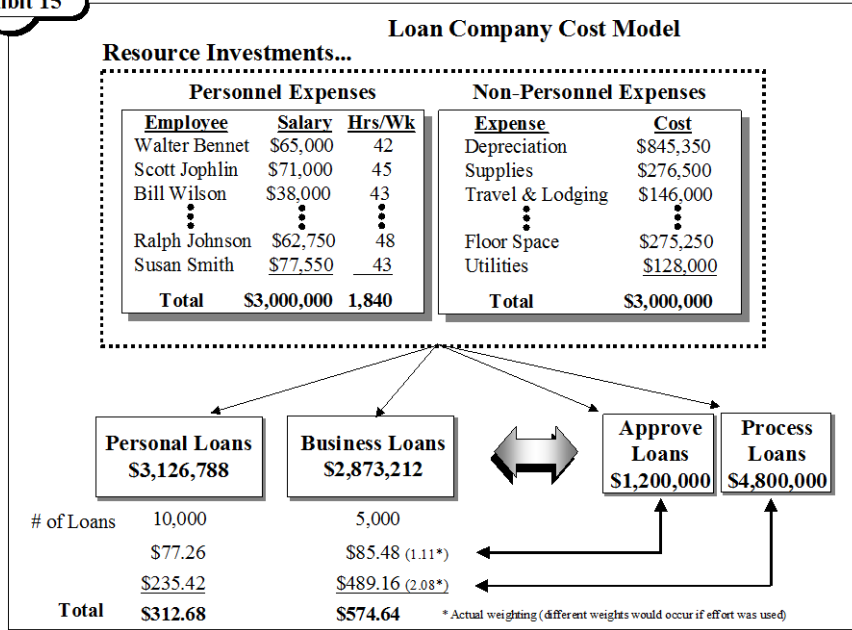 bit 15
Loan Company Cost Model
Resource Investments...
Personnel Expenses Non-Personnel Expenses
Employee Salary Hrs/Wk Expense Cost
Walter Bennet $65,000 42 Depreciation $845,350
Scott Jophlin $71,000 45 Supplies $276,500
Bill Wilson $38,000 43 Travel & Lodging $146,000
Ralph Johnson $62,750 48 Floor Space $275,250
Susan Smith $77,550 43 Utilities $128,000
Total $3,000,000 1,840 Total $3,000,000
Personal Loans Business Loans Approve Process
$3,126,788 $2,873,212 Loans Loans
$1,200,000 $4,800,000
# of Loans 10,000 5,000
$77.26 $85.48 (1.11*)
$235.42 $489.16 (2.08*)
Total $312.68 $574.64 * Actual weighting (different weights would occur if effort was used)